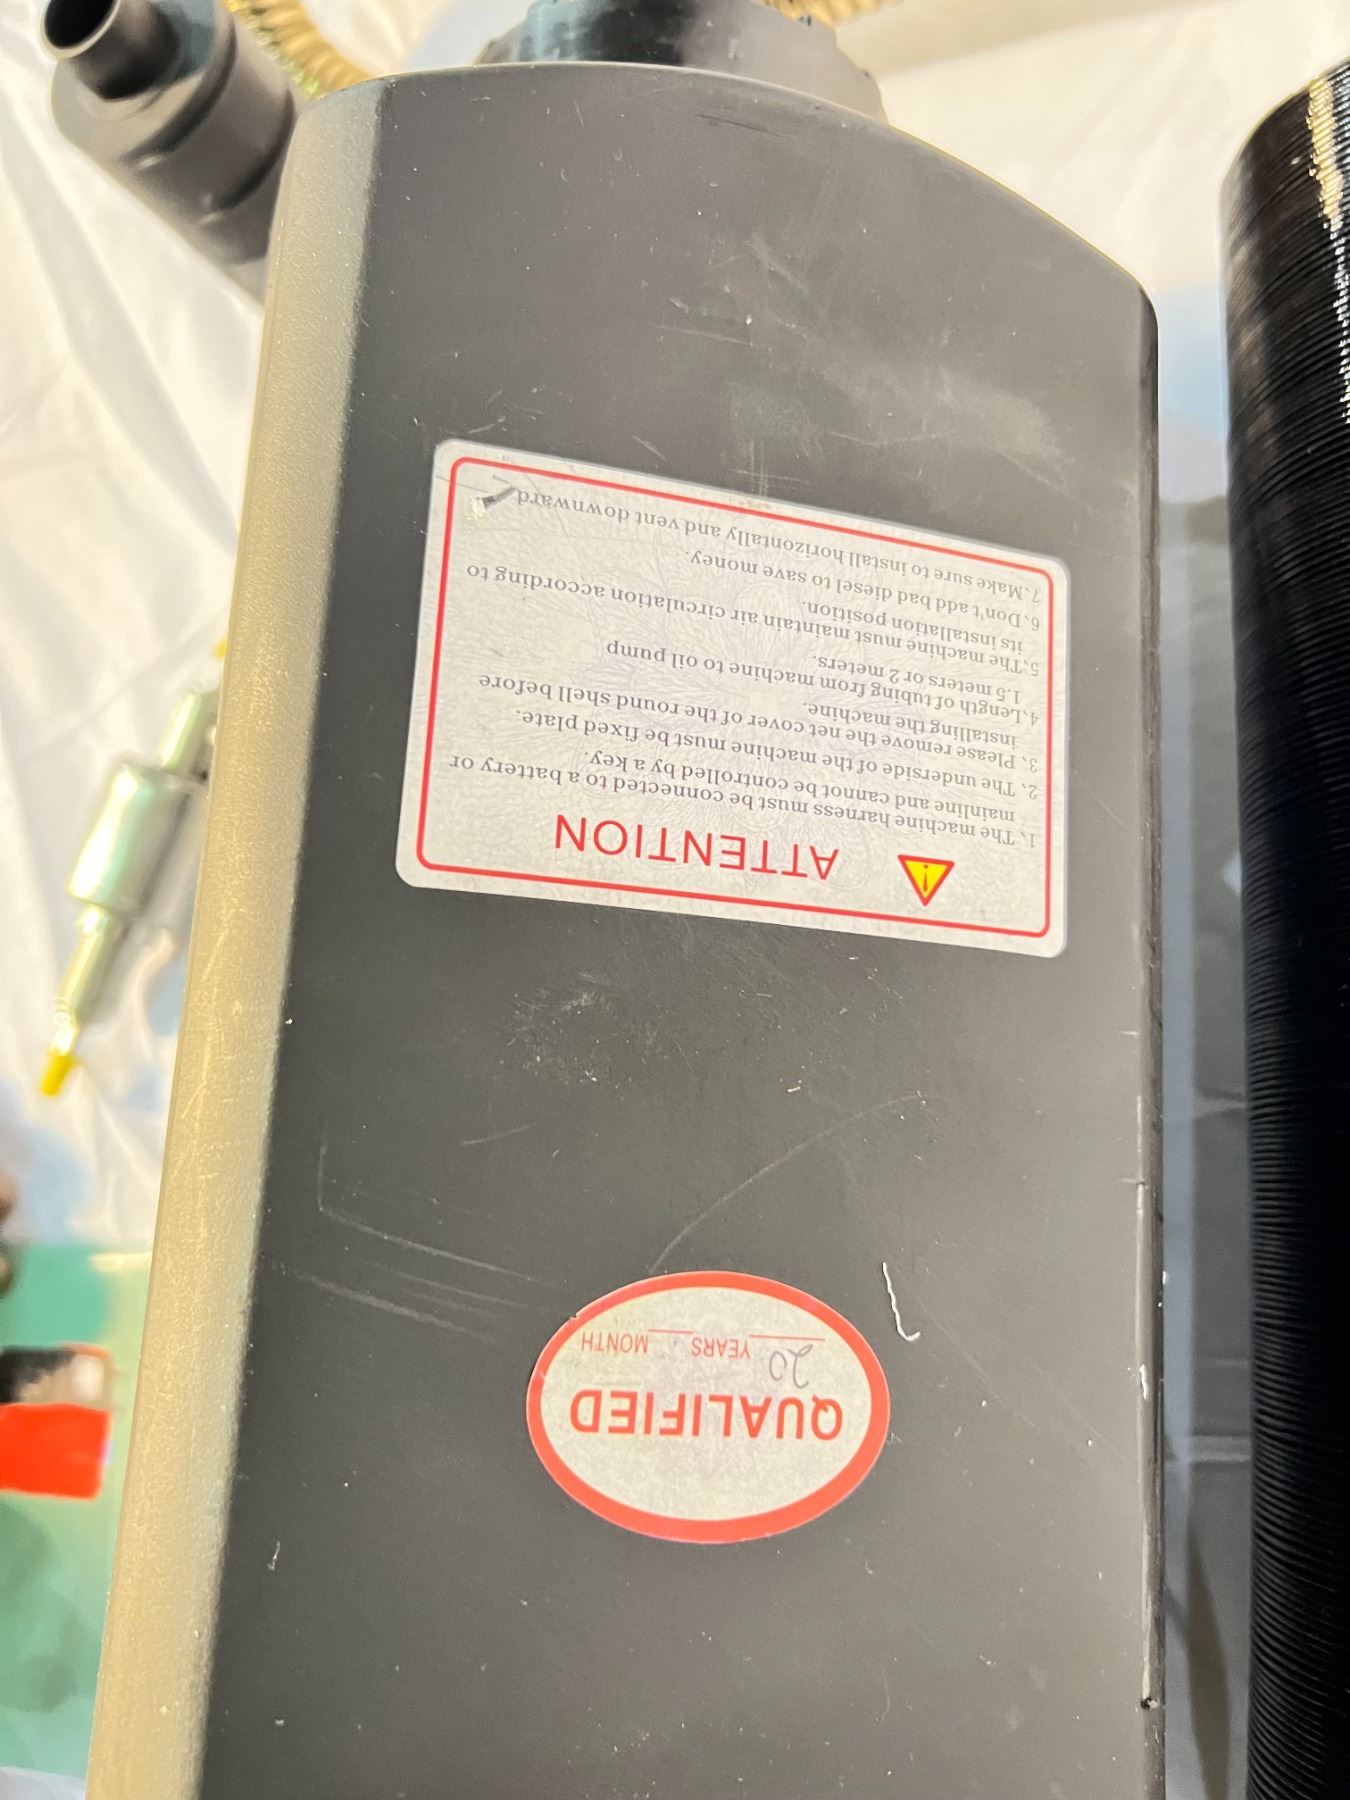 ATTENTION
1、The machine harness must be connected to a battery or
mainline and cannot be controlled by a key.
2、The underside of the machine must be fixed plate.
3、Please remove the net cover of the round shell before
installing the machine.
4、Length of tubing from machine to oil pump
1.5 meters or 2 meters.
5、The machine must maintain air circulation according to
its installation position.
6、Don't add bad diesel to save money.
7、Make sure to install horizontally and vent downward
QUALIFIED
20 YEARS MONTH